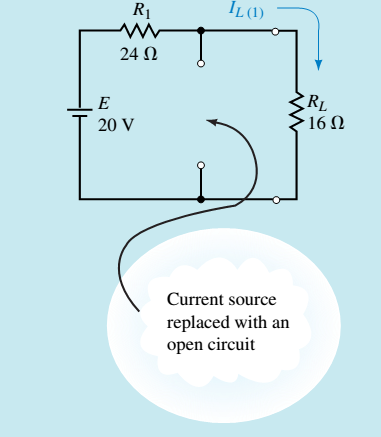 R1
IL (1)
24 Ω
E
20 V
RL
16 Ω
Current source
replaced with an
open circuit